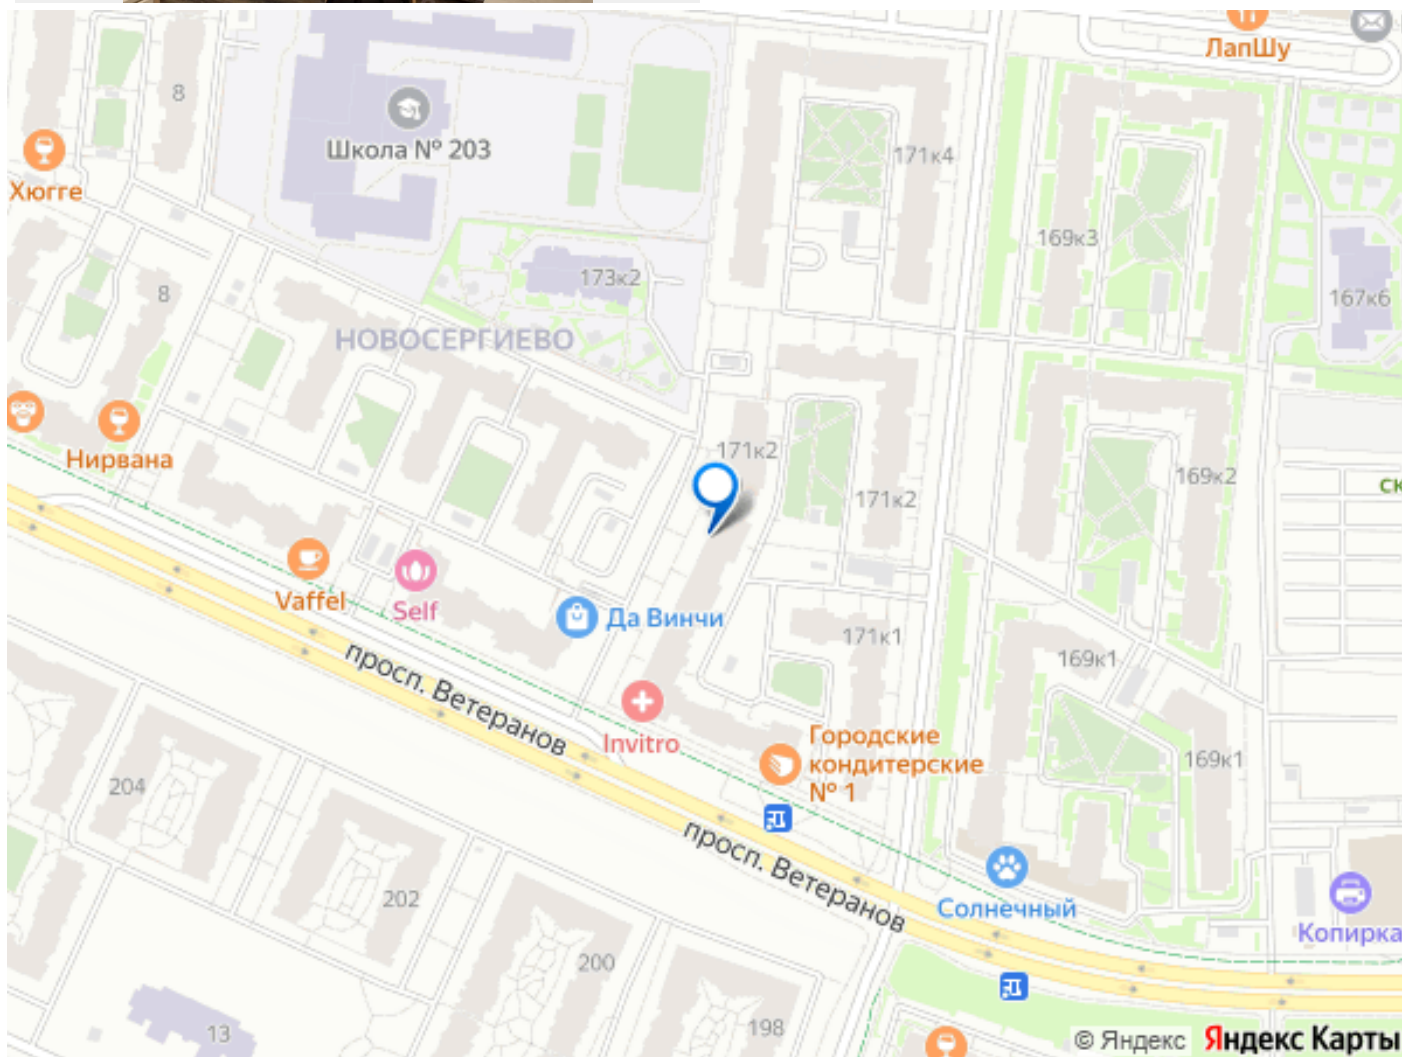 ЛапШу
8
Школа № 203
171к4
Хюгге
169к3
173к2
167к6
8
НОВОСЕРГИЕВО
171к2
Нирвана
169к2
ск
171к2
Vaffel
Self
Да Винчи
171к1
169к1
просп. Ветеранов
Invitro
Городские
кондитерские
№ 1
169к1
204
просп. Ветеранов
202
Солнечный
Копирка
200
198
13
© Яндекс Яндекс Карты